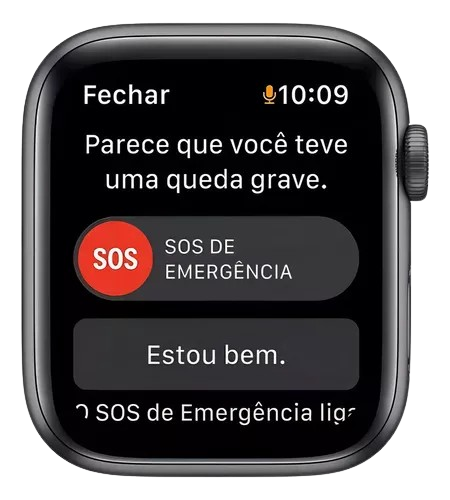 Fechar 10:09
Parece que você teve
uma queda grave.
SOS
SOS DE
EMERGÊNCIA
Estou bem.
O SOS de Emergência